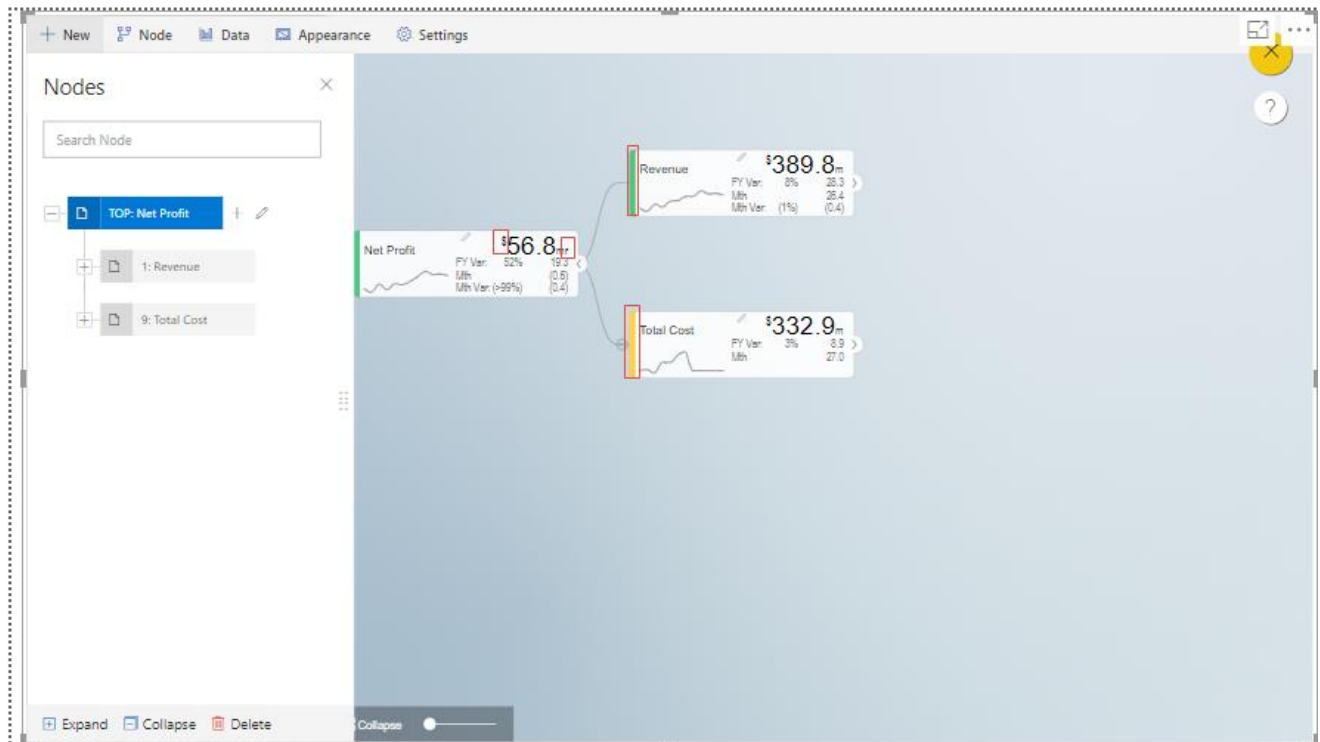 New Node Data Appearance Settings
Nodes
Search Node
TOP: Net Profit
1: Revenue
9: Total Cost
Expand Collapse Delete
Collapse
?
Net Profit
$56.8mr
FY Var: 52% 19.3
Mth (0.6)
Mth Var: (>99%) (0.4)
Revenue
$389.8m
FY Var: 8% 28.3
Mth 26.4
Mth Var: (1%) (0.4)
Total Cost
$332.9m
FY Var: 3% 8.9
Mth 27.0